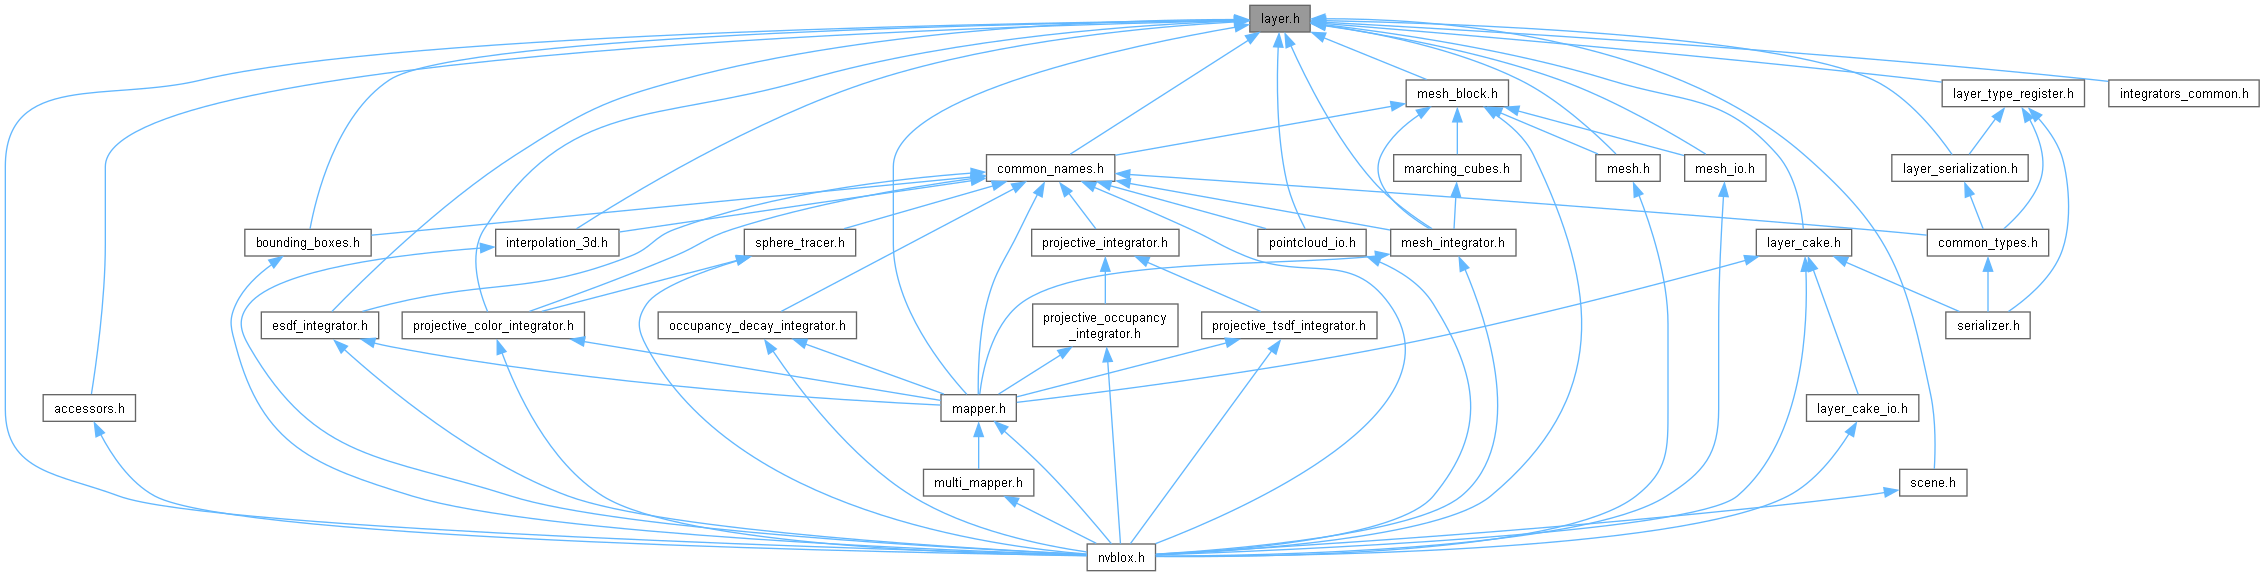 layer.h
mesh_block.h
layer_type_register.h
integrators_common.h
common_names.h
marching_cubes.h
mesh.h
mesh_io.h
layer_serialization.h
bounding_boxes.h
interpolation_3d.h
sphere_tracer.h
projective_integrator.h
pointcloud_io.h
mesh_integrator.h
layer_cake.h
common_types.h
esdf_integrator.h
projective_color_integrator.h
occupancy_decay_integrator.h
projective_occupancy
_integrator.h
projective_tsdf_integrator.h
serializer.h
accessors.h
mapper.h
layer_cake_io.h
multi_mapper.h
scene.h
nvblox.h